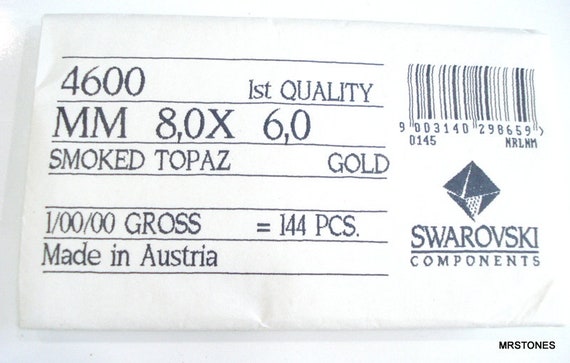 4600 1st QUALITY
MM 8,0X 6,0
SMOKED TOPAZ GOLD
1/00/00 GROSS = 144 PCS.
Made in Austria
9 003140 298659 >
0145 NRLNM
SWAROVSKI
COMPONENTS
MRSTONES